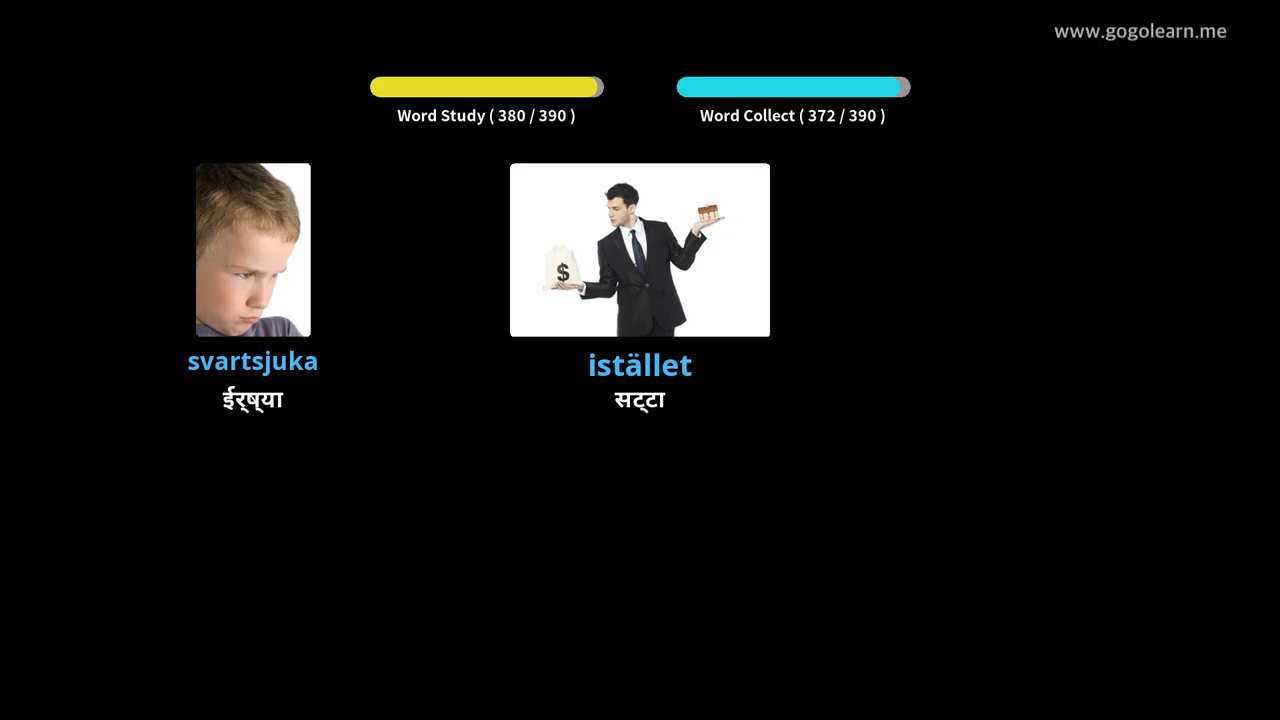 www.gogolearn.me
Word Study ( 380 / 390 )
Word Collect ( 372 / 390 )
$
svartsjuka
istället
ईर्ष्या
सट्टा